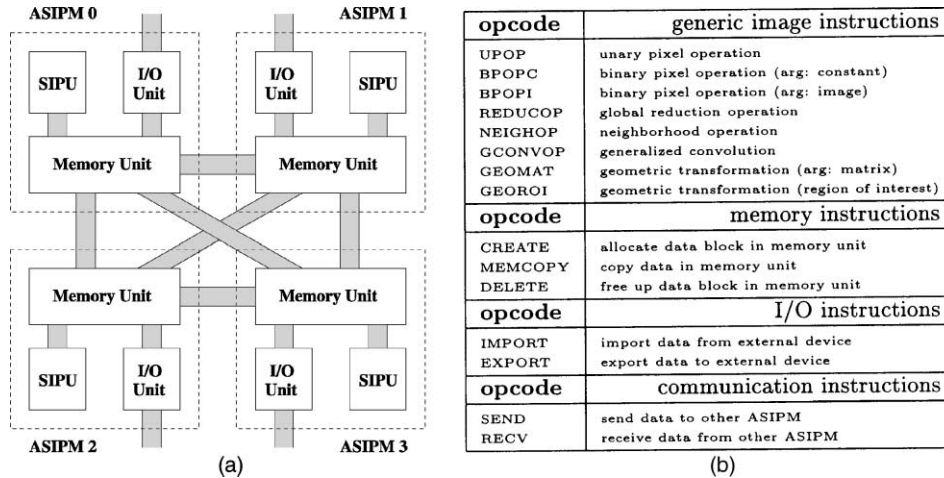 ASIPM 0
ASIPM 1
SIPU
I/O
Unit
I/O
Unit
SIPU
Memory Unit
Memory Unit
Memory Unit
Memory Unit
SIPU
I/O
Unit
I/O
Unit
SIPU
ASIPM 2
ASIPM 3
(a)
opcode generic image instructions
UPOP unary pixel operation
BPOPC binary pixel operation (arg: constant)
BPOPI binary pixel operation (arg: image)
REDUCOP global reduction operation
NEIGHOP neighborhood operation
GCONVOP generalized convolution
GEOMAT geometric transformation (arg: matrix)
GEOROI geometric transformation (region of interest)
opcode memory instructions
CREATE allocate data block in memory unit
MEMCOPY copy data in memory unit
DELETE free up data block in memory unit
opcode I/O instructions
IMPORT import data from external device
EXPORT export data to external device
opcode communication instructions
SEND send data to other ASIPM
RECV receive data from other ASIPM
(b)